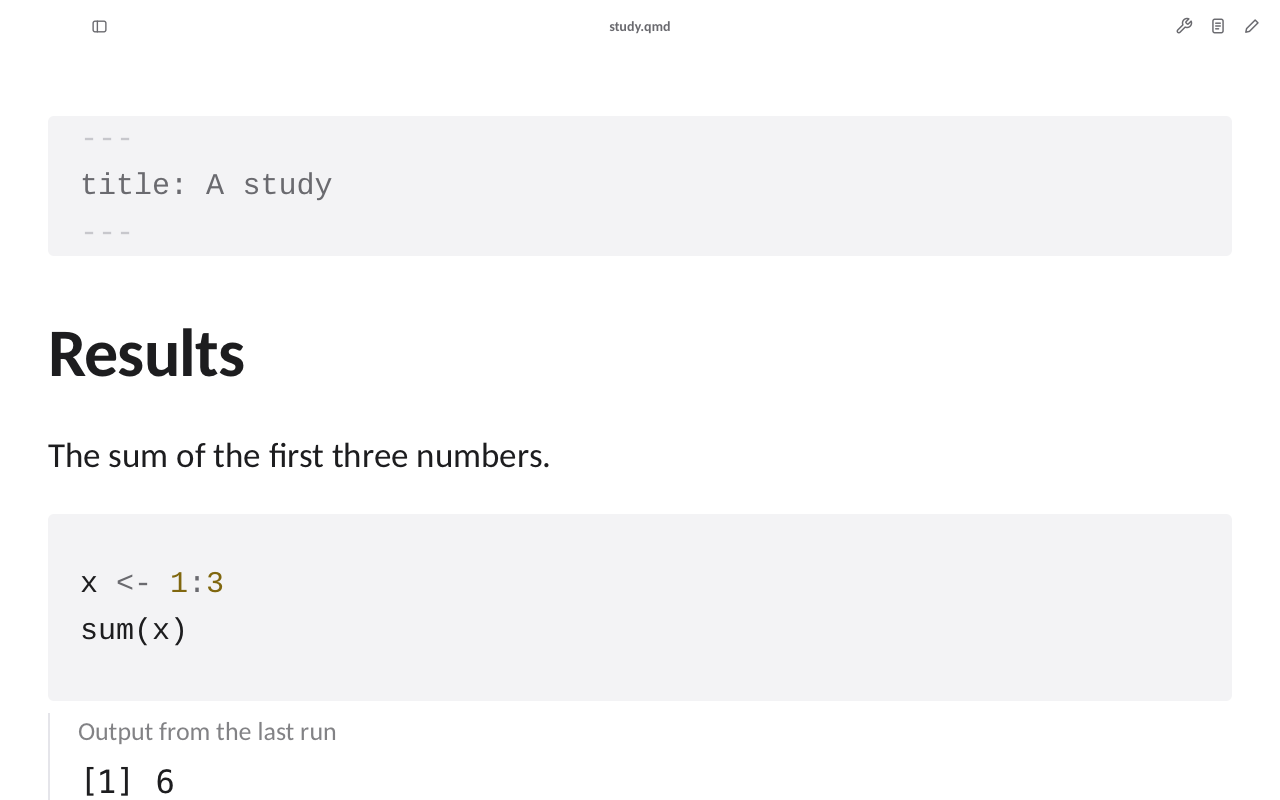 study.qmd
---
title: A study
---
Results
The sum of the first three numbers.
x <- 1:3
sum(x)
Output from the last run
[1] 6